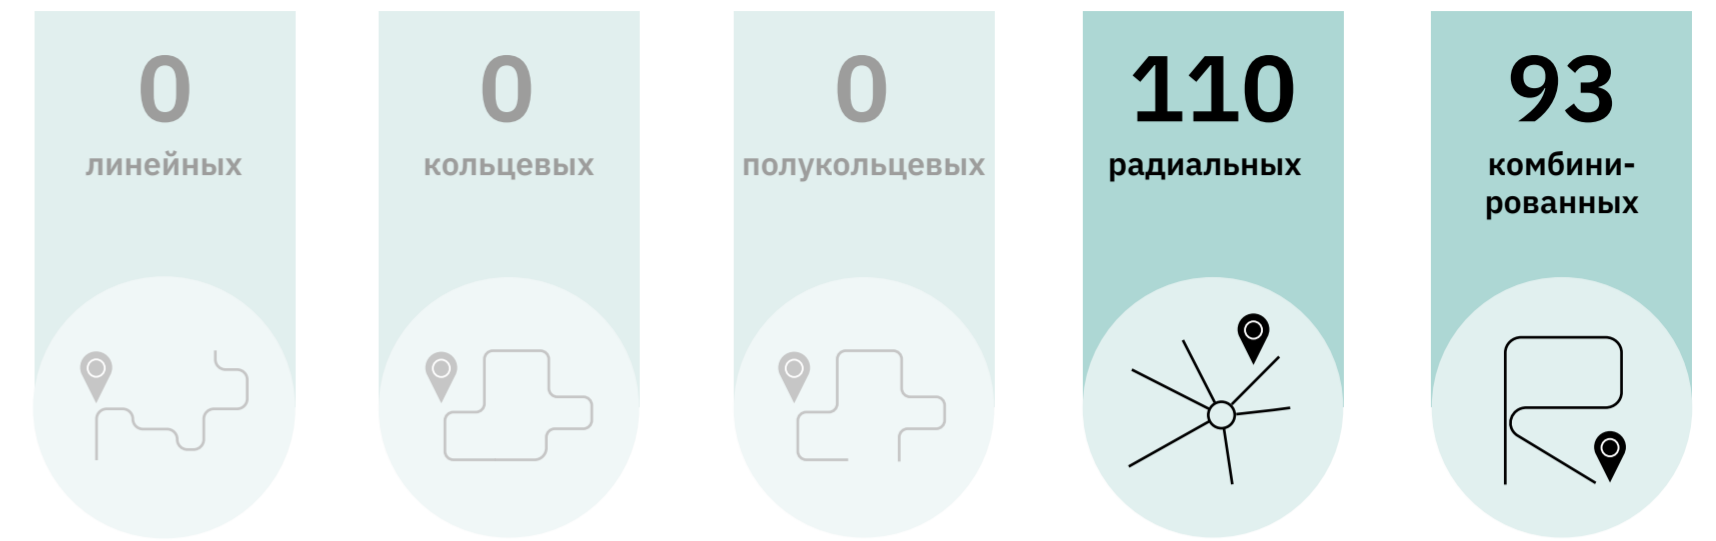 0
линейных
0
кольцевых
0
полукольцевых
110
радиальных
93
комбини-
рованных